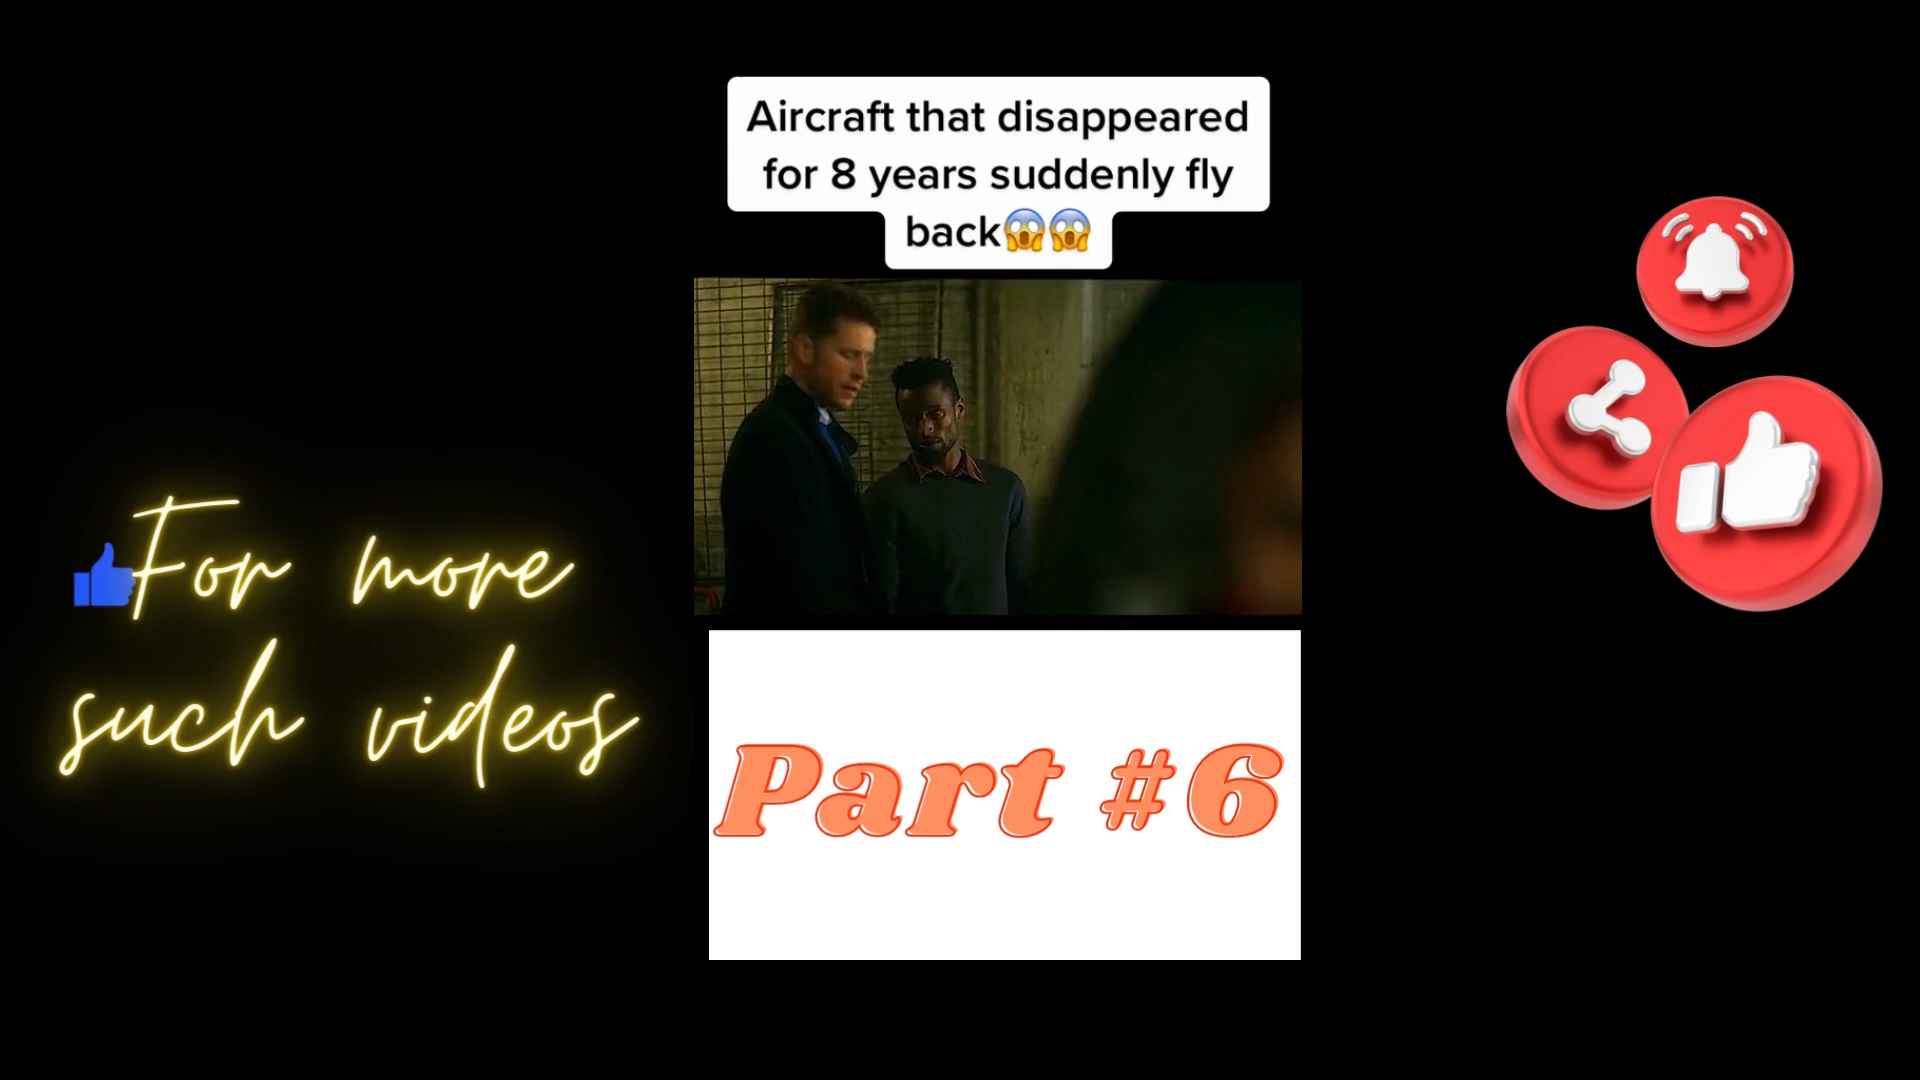 Aircraft that disappeared
for 8 years suddenly fly
back😱😱
For more
such videos
Part #6